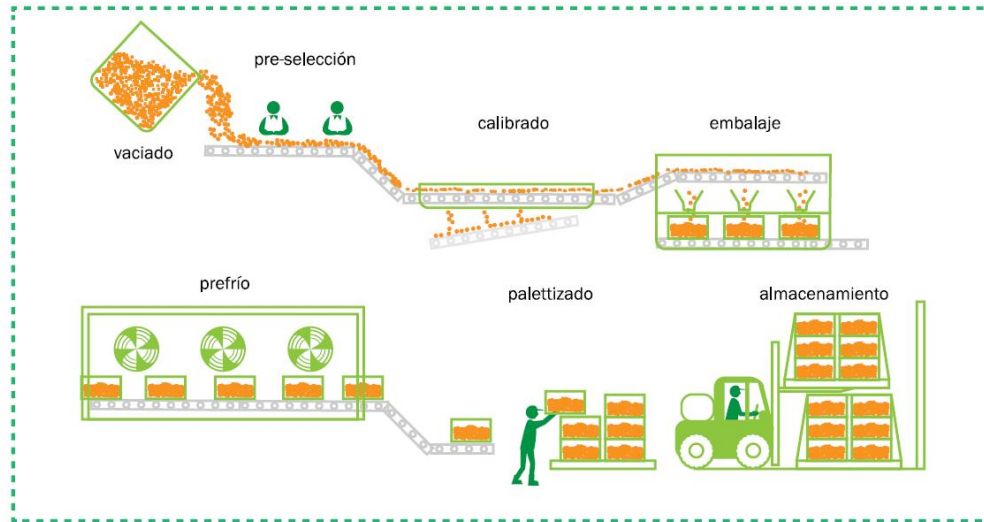 pre-selección
vaciado
calibrado
embalaje
prefrío
palettizado
almacenamiento